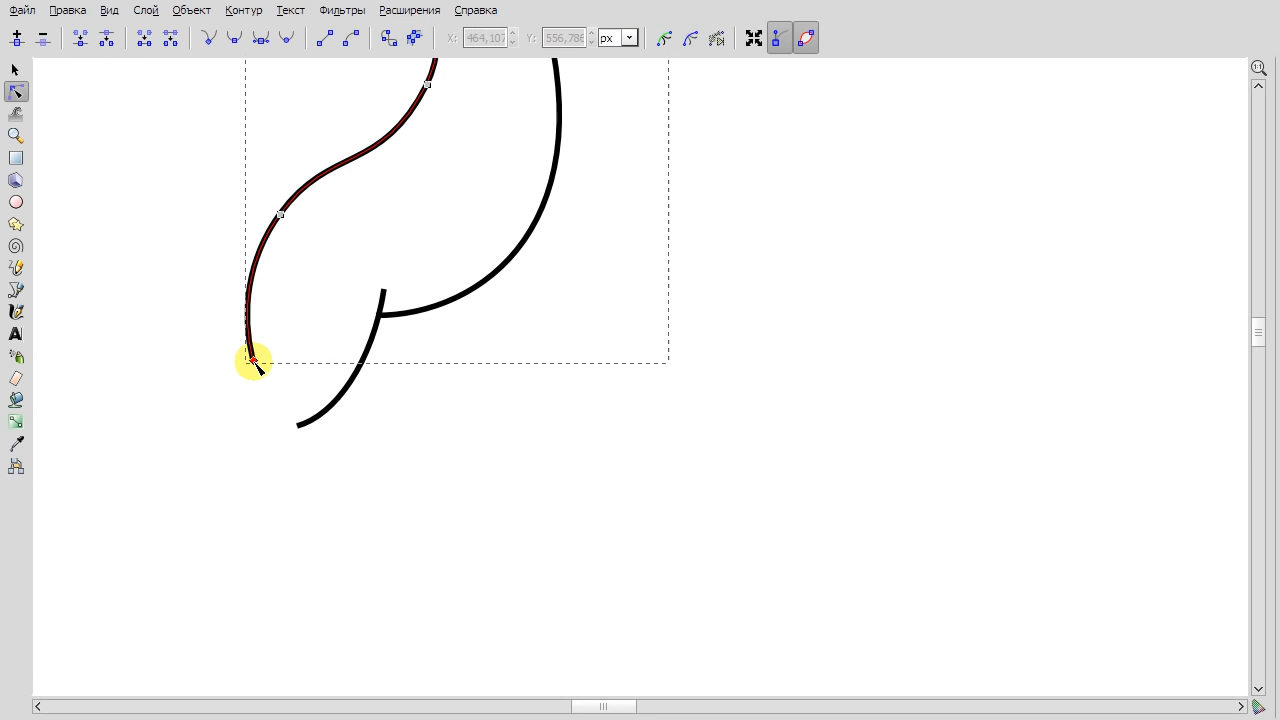 Файл Правка Вид Слой Объект Контур Текст Фильтры Расширения Справка
X: 464,107 Y: 556,786 px